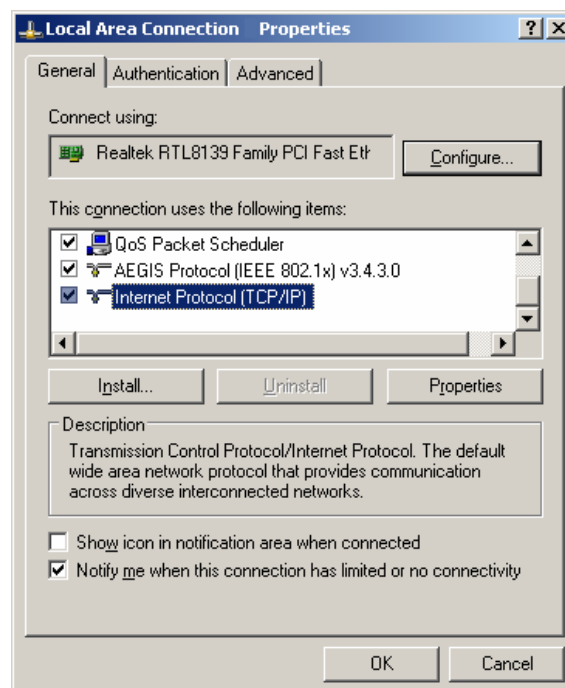 Local Area Connection Properties
General Authentication Advanced
Connect using:
Realtek RTL8139 Family PCI Fast Eth
Configure...
This connection uses the following items:
QoS Packet Scheduler
AEGIS Protocol (IEEE 802.1x) v3.4.3.0
Internet Protocol (TCP/IP)
Install... Uninstall Properties
Description
Transmission Control Protocol/Internet Protocol. The default
wide area network protocol that provides communication
across diverse interconnected networks.
Show icon in notification area when connected
Notify me when this connection has limited or no connectivity
OK Cancel